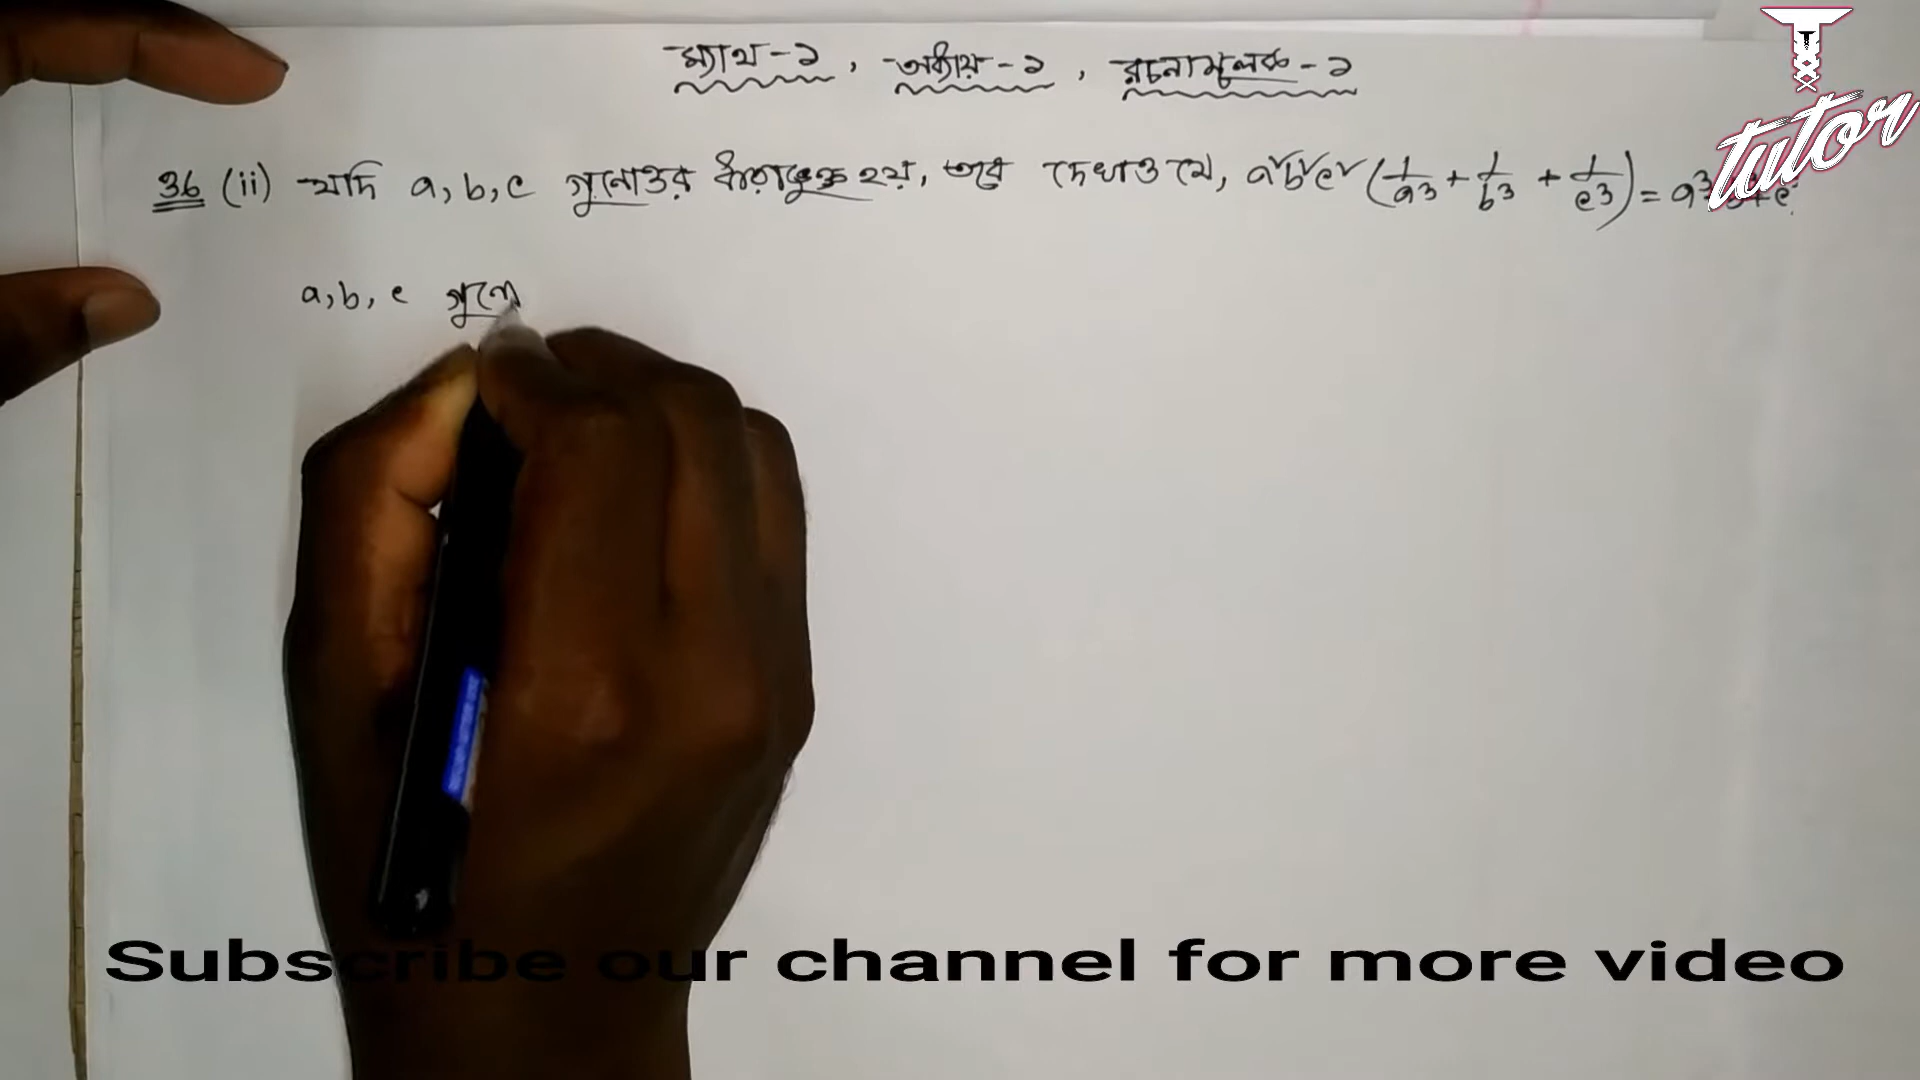 ম্যাথ-১, অধ্যায়-১, রচনামূলক-১
T tutor
36 (ii) যদি a, b, c গুনোত্তর ধারাভুক্ত হয়, তবে দেখাও যে, a²b²c² (1/a³ + 1/b³ + 1/c³) = a³
a, b, c গুনো
Subscribe our channel for more video